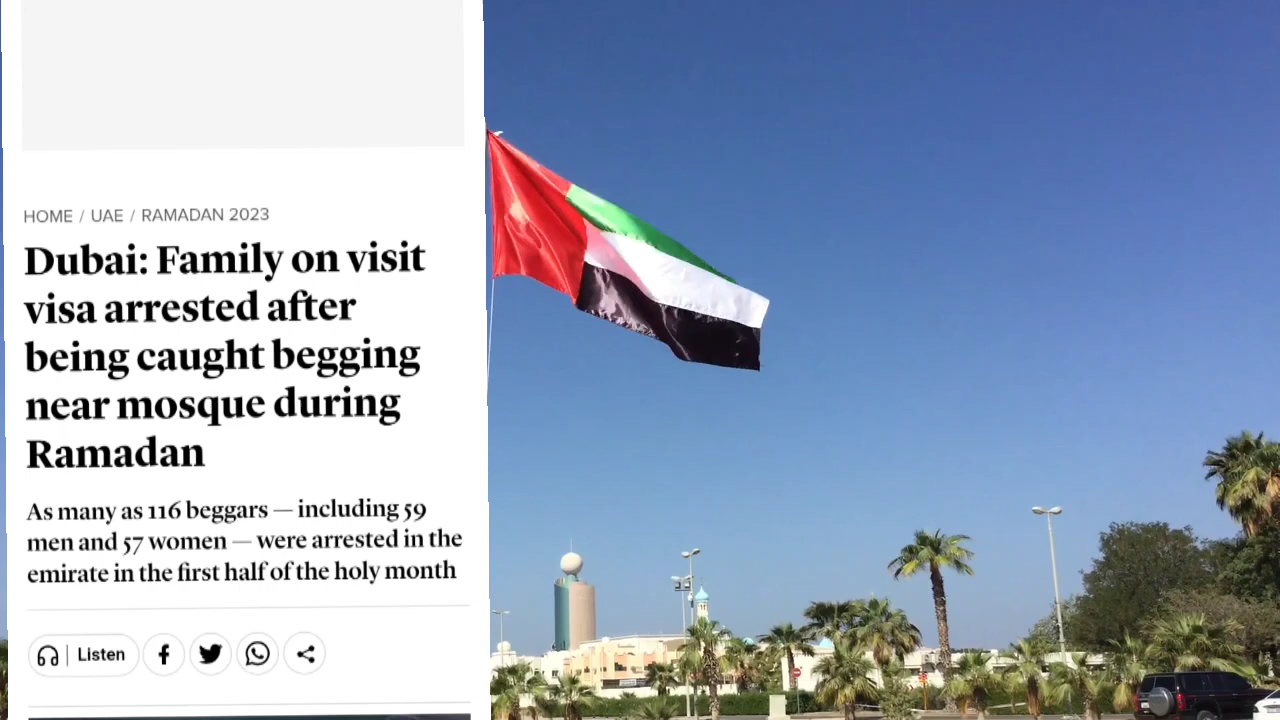 HOME / UAE / RAMADAN 2023
Dubai: Family on visit
visa arrested after
being caught begging
near mosque during
Ramadan
As many as 116 beggars — including 59
men and 57 women — were arrested in the
emirate in the first half of the holy month
Listen